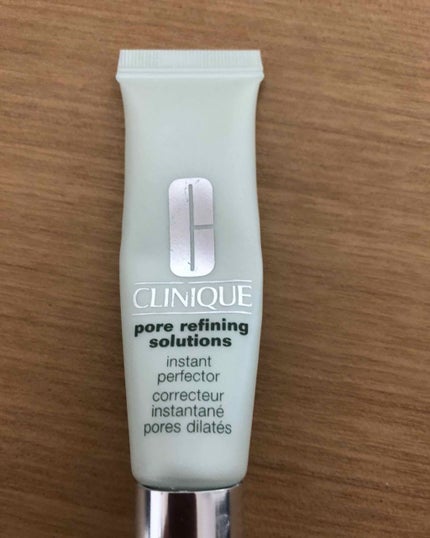 CLINIQUE
pore refining
solutions
instant
perfector
correcteur
instantané
pores dilatés